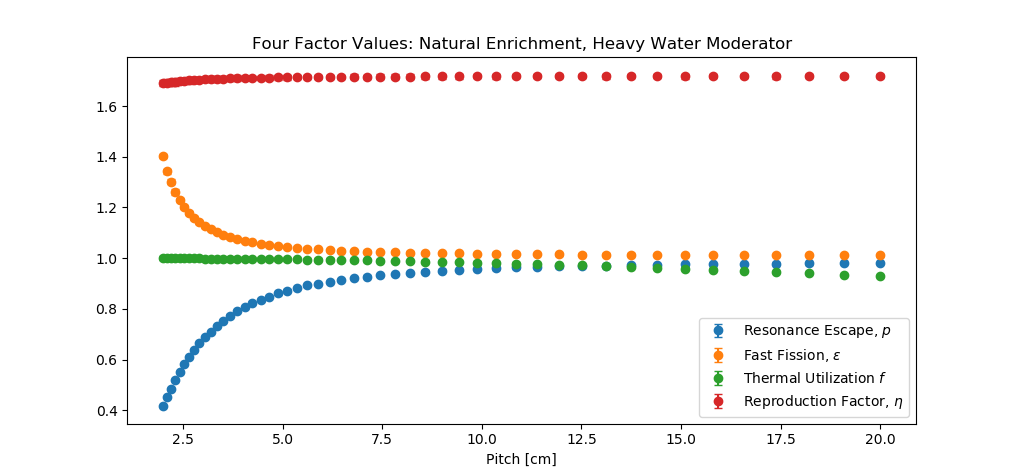 Four Factor Values: Natural Enrichment, Heavy Water Moderator
1.6
1.4
1.2
1.0
0.8
0.6
0.4
2.5 5.0 7.5 10.0 12.5 15.0 17.5 20.0
Pitch [cm]
Resonance Escape, p
Fast Fission, ε
Thermal Utilization f
Reproduction Factor, η